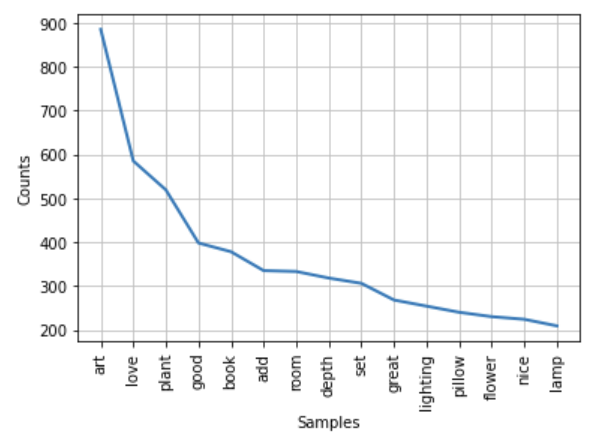 900
800
700
600
500
400
300
200
Counts
art
love
plant
good
book
add
room
depth
set
great
lighting
pillow
flower
nice
lamp
Samples